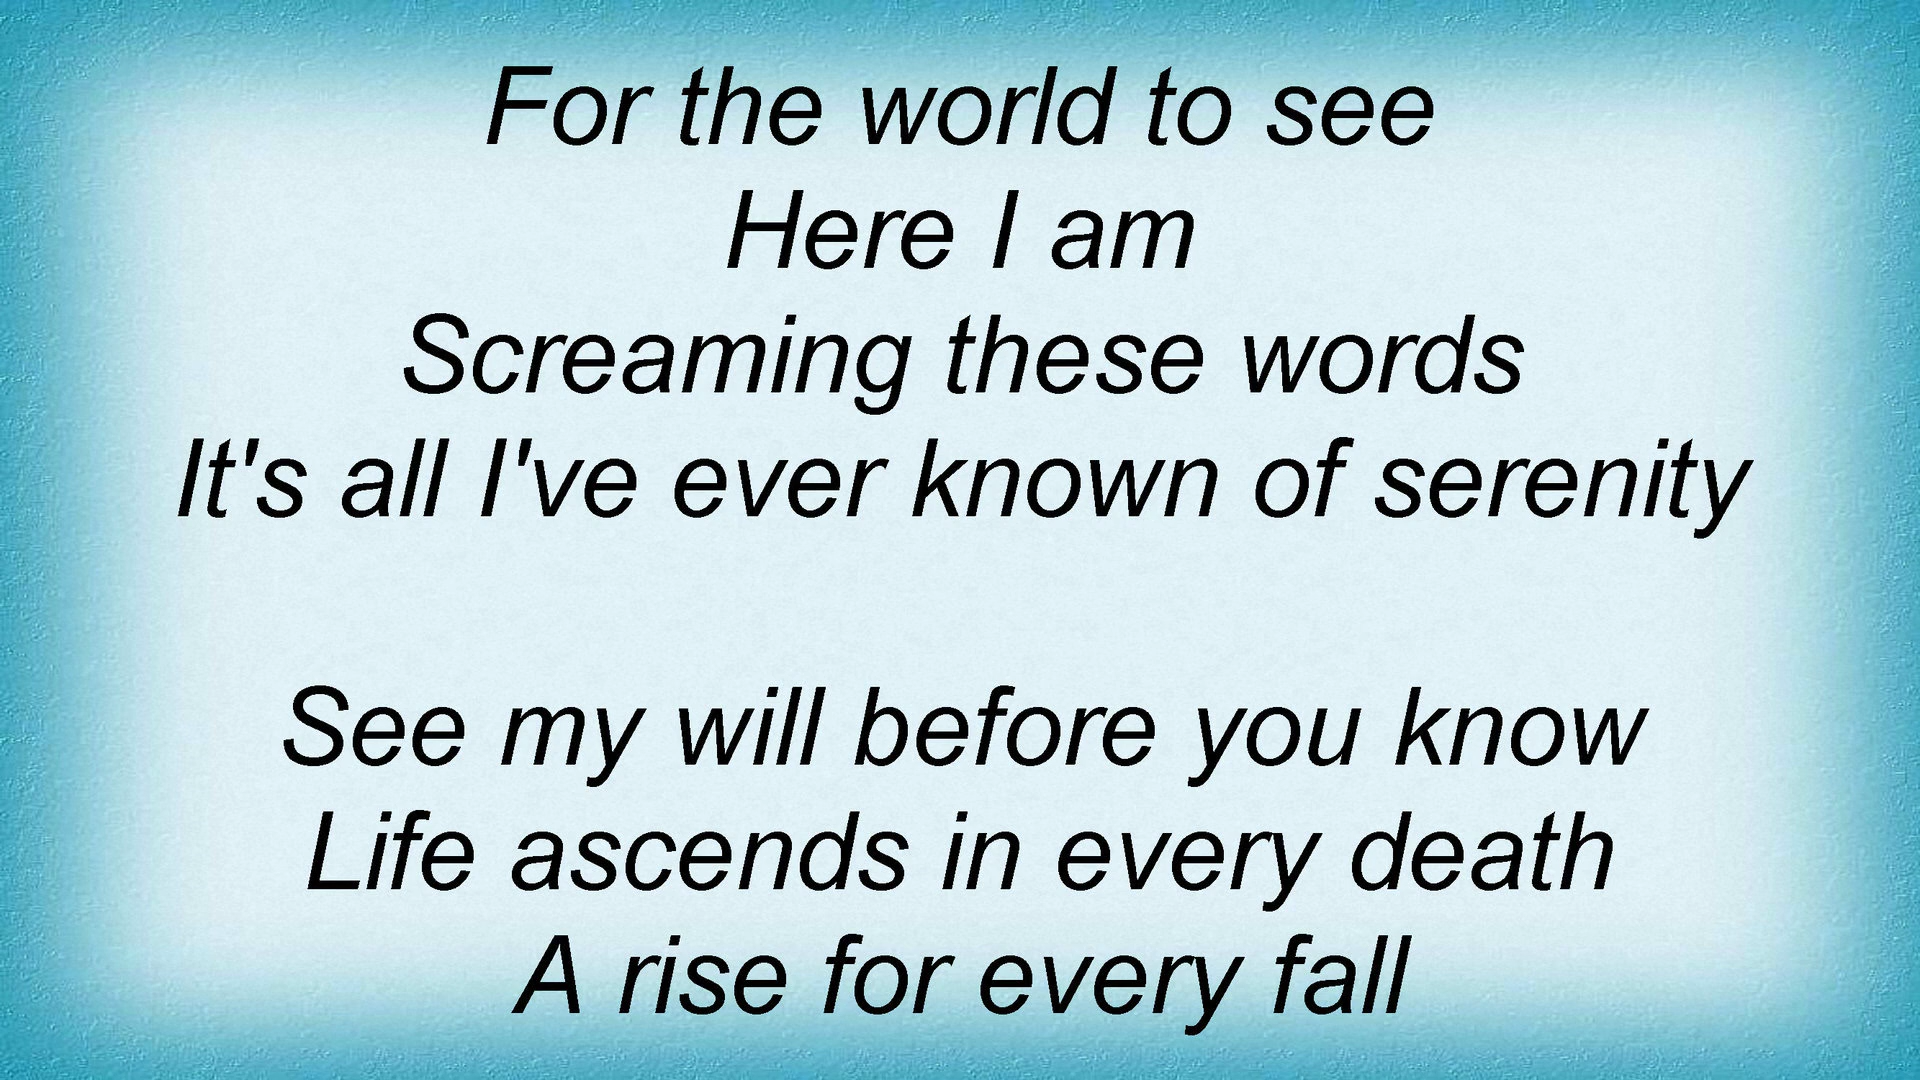 For the world to see
Here I am
Screaming these words
It's all I've ever known of serenity
See my will before you know
Life ascends in every death
A rise for every fall